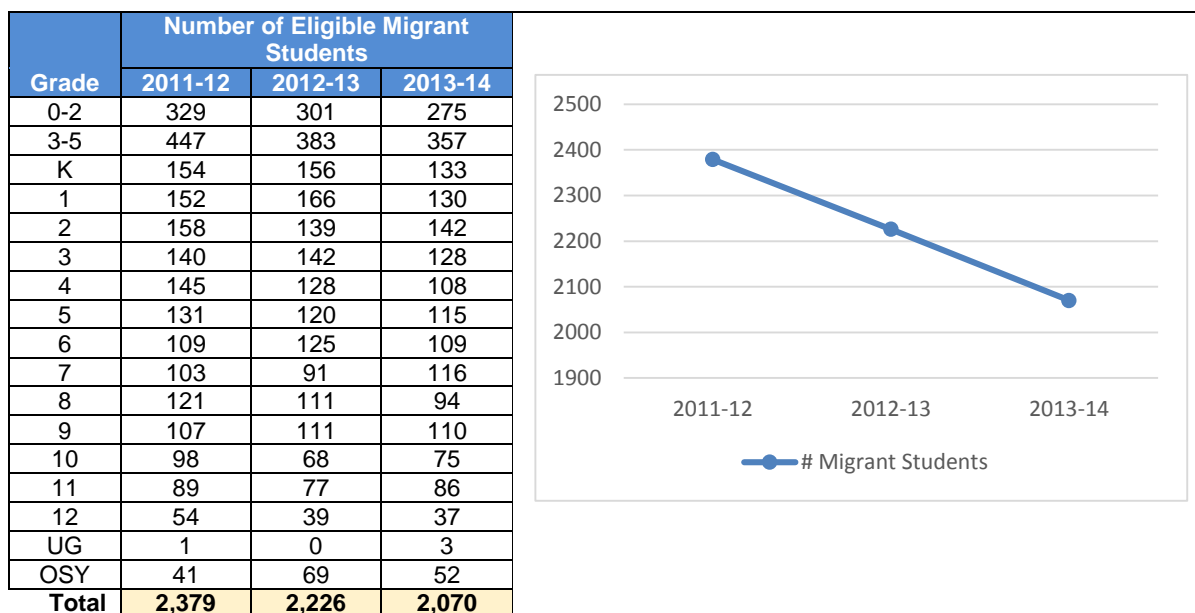 Number of Eligible Migrant
Students
Grade 2011-12 2012-13 2013-14
0-2 329 301 275
3-5 447 383 357
K 154 156 133
1 152 166 130
2 158 139 142
3 140 142 128
4 145 128 108
5 131 120 115
6 109 125 109
7 103 91 116
8 121 111 94
9 107 111 110
10 98 68 75
11 89 77 86
12 54 39 37
UG 1 0 3
OSY 41 69 52
Total 2,379 2,226 2,070
2500
2400
2300
2200
2100
2000
1900
2011-12 2012-13 2013-14
# Migrant Students